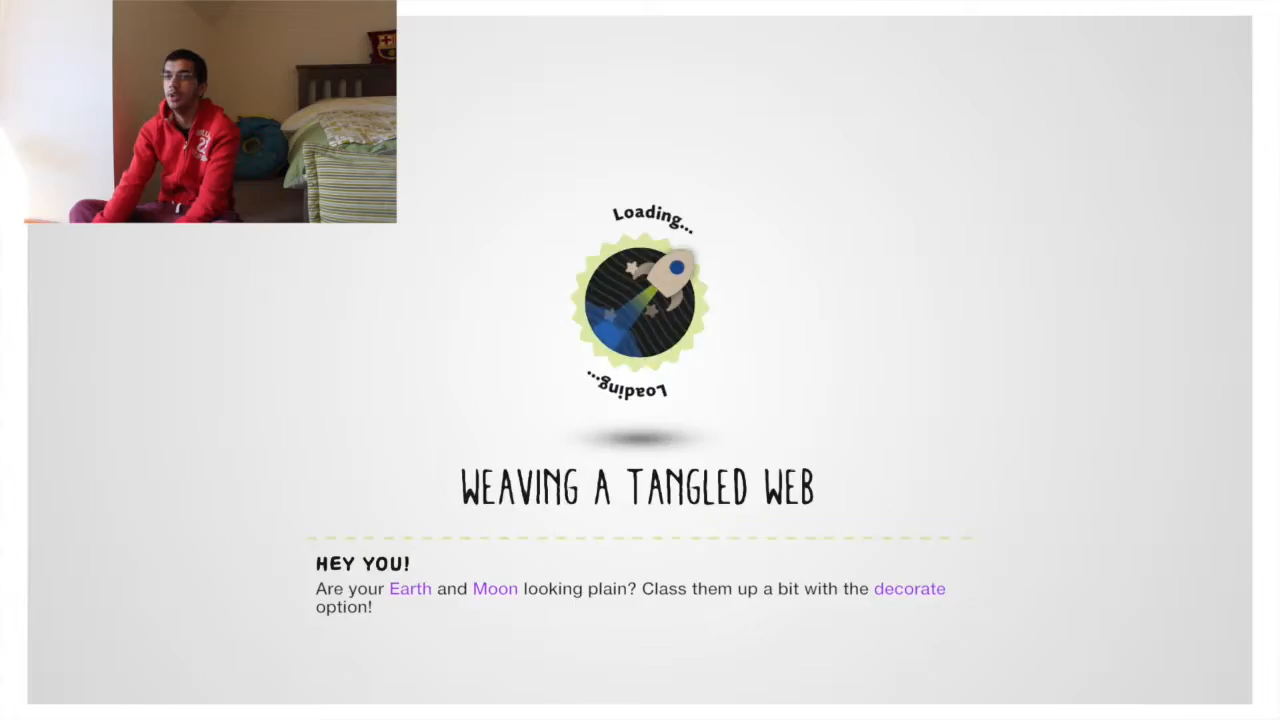 Loading...
Loading...
WEAVING A TANGLED WEB
HEY YOU!
Are your Earth and Moon looking plain? Class them up a bit with the decorate
option!